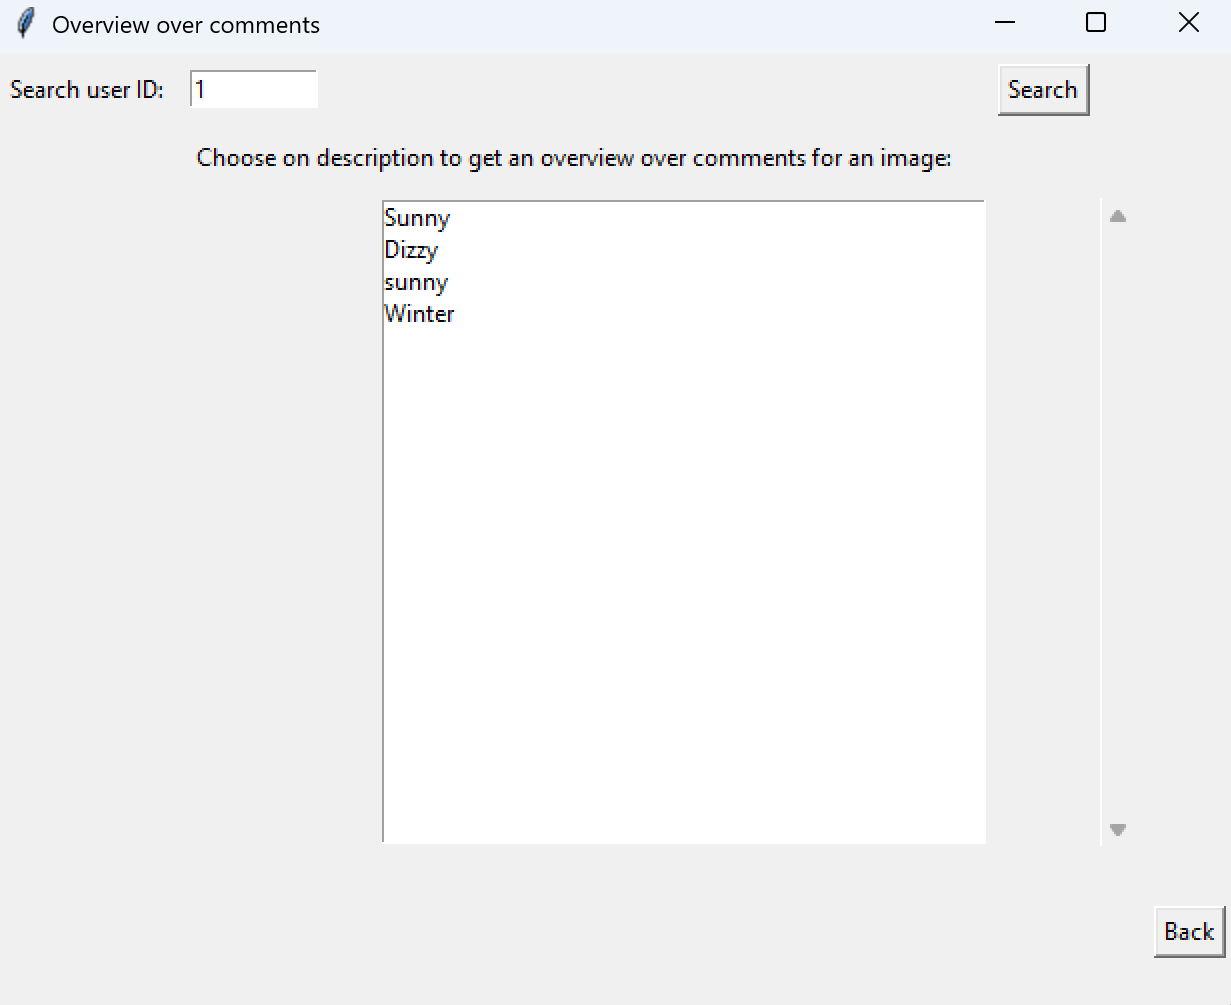 Overview over comments
Search user ID: 1 Search
Choose on description to get an overview over comments for an image:
Sunny
Dizzy
sunny
Winter
Back